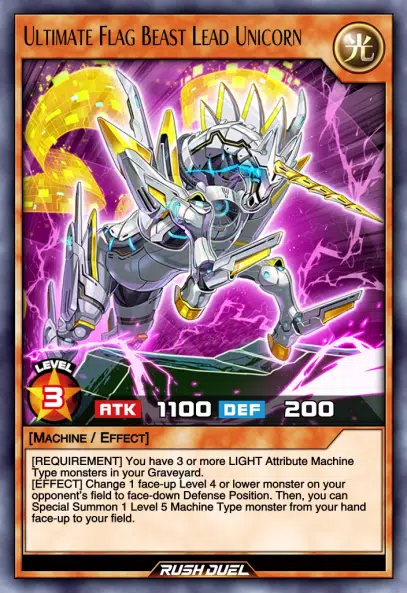 Ultimate Flag Beast Lead Unicorn
光
LEVEL
3
ATK 1100 DEF 200
[Machine / Effect]
[REQUIREMENT] You have 3 or more LIGHT Attribute Machine
Type monsters in your Graveyard.
[EFFECT] Change 1 face-up Level 4 or lower monster on your
opponent's field to face-down Defense Position. Then, you can
Special Summon 1 Level 5 Machine Type monster from your hand
face-up to your field.
RUSH DUEL